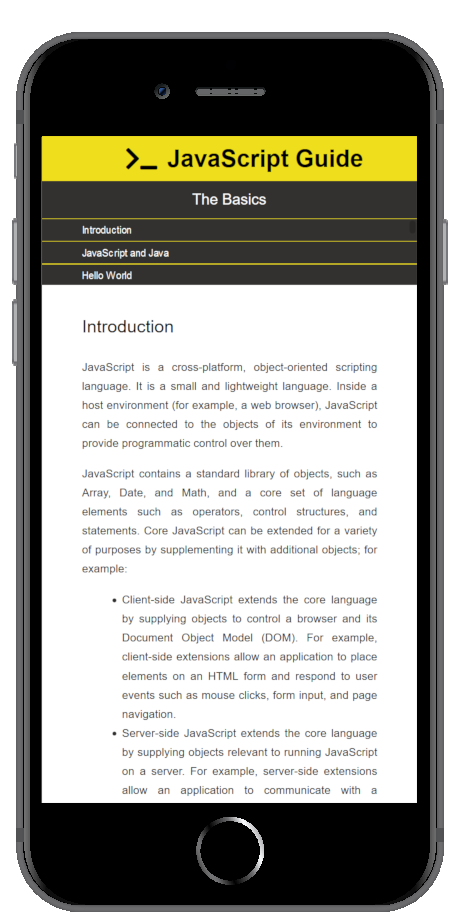 >_ JavaScript Guide
The Basics
Introduction
JavaScript and Java
Hello World
Introduction
JavaScript is a cross-platform, object-oriented scripting
language. It is a small and lightweight language. Inside a
host environment (for example, a web browser), JavaScript
can be connected to the objects of its environment to
provide programmatic control over them.
JavaScript contains a standard library of objects, such as
Array, Date, and Math, and a core set of language
elements such as operators, control structures, and
statements. Core JavaScript can be extended for a variety
of purposes by supplementing it with additional objects; for
example:
• Client-side JavaScript extends the core language
by supplying objects to control a browser and its
Document Object Model (DOM). For example,
client-side extensions allow an application to place
elements on an HTML form and respond to user
events such as mouse clicks, form input, and page
navigation.
• Server-side JavaScript extends the core language
by supplying objects relevant to running JavaScript
on a server. For example, server-side extensions
allow an application to communicate with a